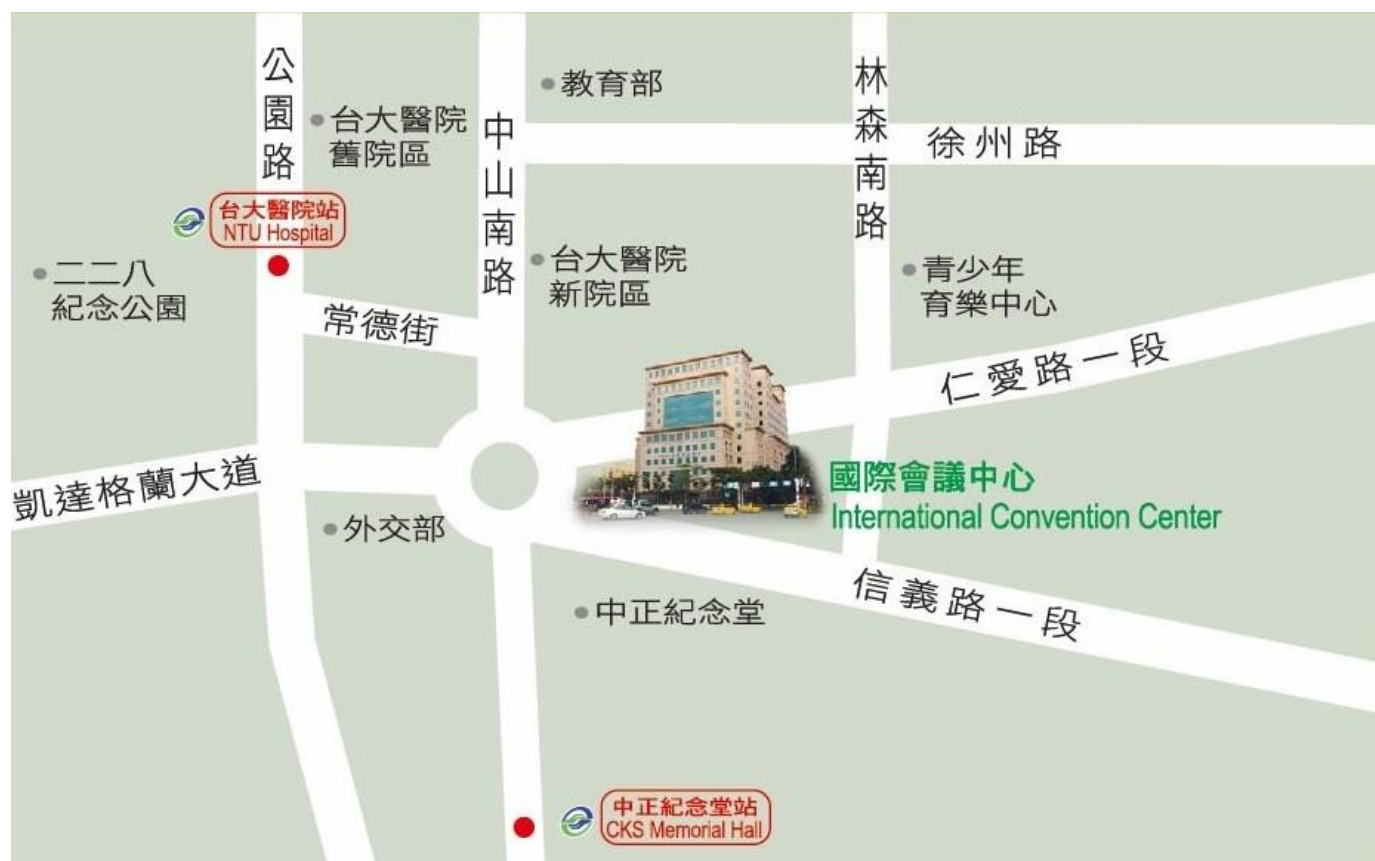 公園路
台大醫院
舊院區
中山南路
教育部
林森南路
徐州路
台大醫院站
NTU Hospital
二二八
紀念公園
常德街
台大醫院
新院區
青少年
育樂中心
仁愛路一段
凱達格蘭大道
外交部
國際會議中心
International Convention Center
中正紀念堂
信義路一段
中正紀念堂站
CKS Memorial Hall